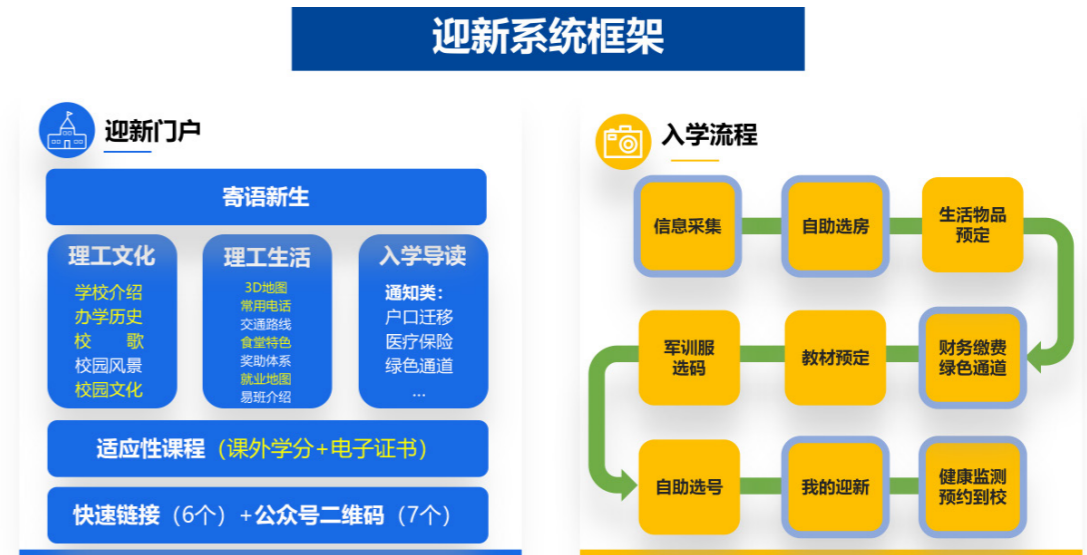 迎新系统框架
迎新门户
寄语新生
理工文化
学校介绍
办学历史
校 歌
校园风景
校园文化
理工生活
3D地图
常用电话
交通路线
食堂特色
奖助体系
就业地图
易班介绍
入学导读
通知类：
户口迁移
医疗保险
绿色通道
...
适应性课程（课外学分+电子证书）
快速链接（6个）+公众号二维码（7个）
入学流程
信息采集
自助选房
生活物品
预定
财务缴费
绿色通道
教材预定
军训服
选码
自助选号
我的迎新
健康监测
预约到校